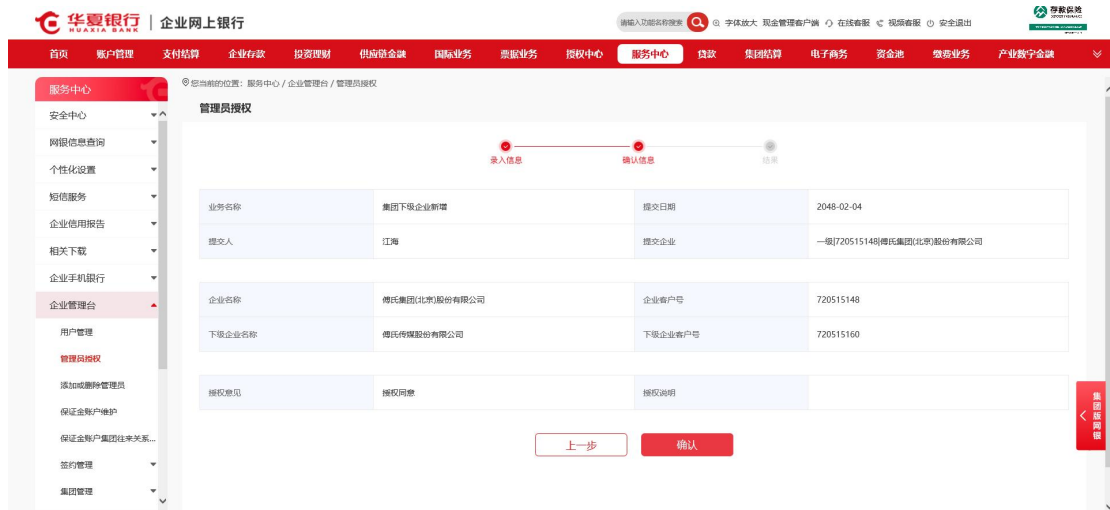 华夏银行 企业网上银行
HUAXIA BANK
请输入功能名称搜索 字体放大 现金管理客户端 在线客服 视频客服 安全退出
存款保险
首页 账户管理 支付结算 企业存款 投资理财 供应链金融 国际业务 票据业务 授权中心 服务中心 贷款 集团结算 电子商务 资金池 缴费业务 产业数字金融
服务中心
安全中心
网银信息查询
个性化设置
短信服务
企业信用报告
相关下载
企业手机银行
企业管理台
用户管理
管理员授权
添加或删除管理员
保证金账户维护
保证金账户集团往来关系...
签约管理
集团管理
您当前的位置：服务中心 / 企业管理台 / 管理员授权
管理员授权
录入信息 确认信息 结果
业务名称 集团下级企业新增 提交日期 2048-02-04
提交人 江海 提交企业 一级[720515148]傅氏集团(北京)股份有限公司
企业名称 傅氏集团(北京)股份有限公司 企业客户号 720515148
下级企业名称 傅氏传媒股份有限公司 下级企业客户号 720515160
授权意见 授权同意 授权说明
上一步 确认
集团版网银